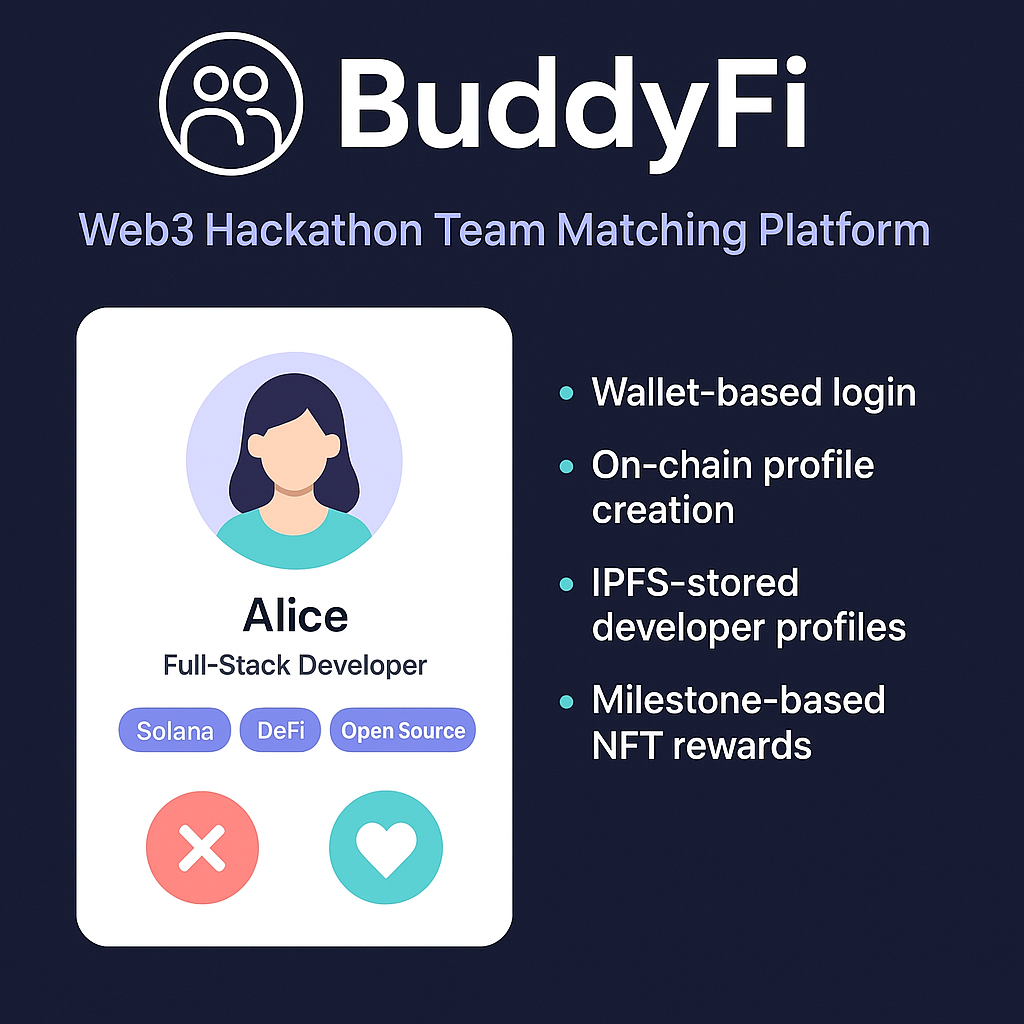 BuddyFi
Web3 Hackathon Team Matching Platform
Alice
Full-Stack Developer
Solana DeFi Open Source
Wallet-based login
On-chain profile
creation
IPFS-stored
developer profiles
Milestone-based
NFT rewards